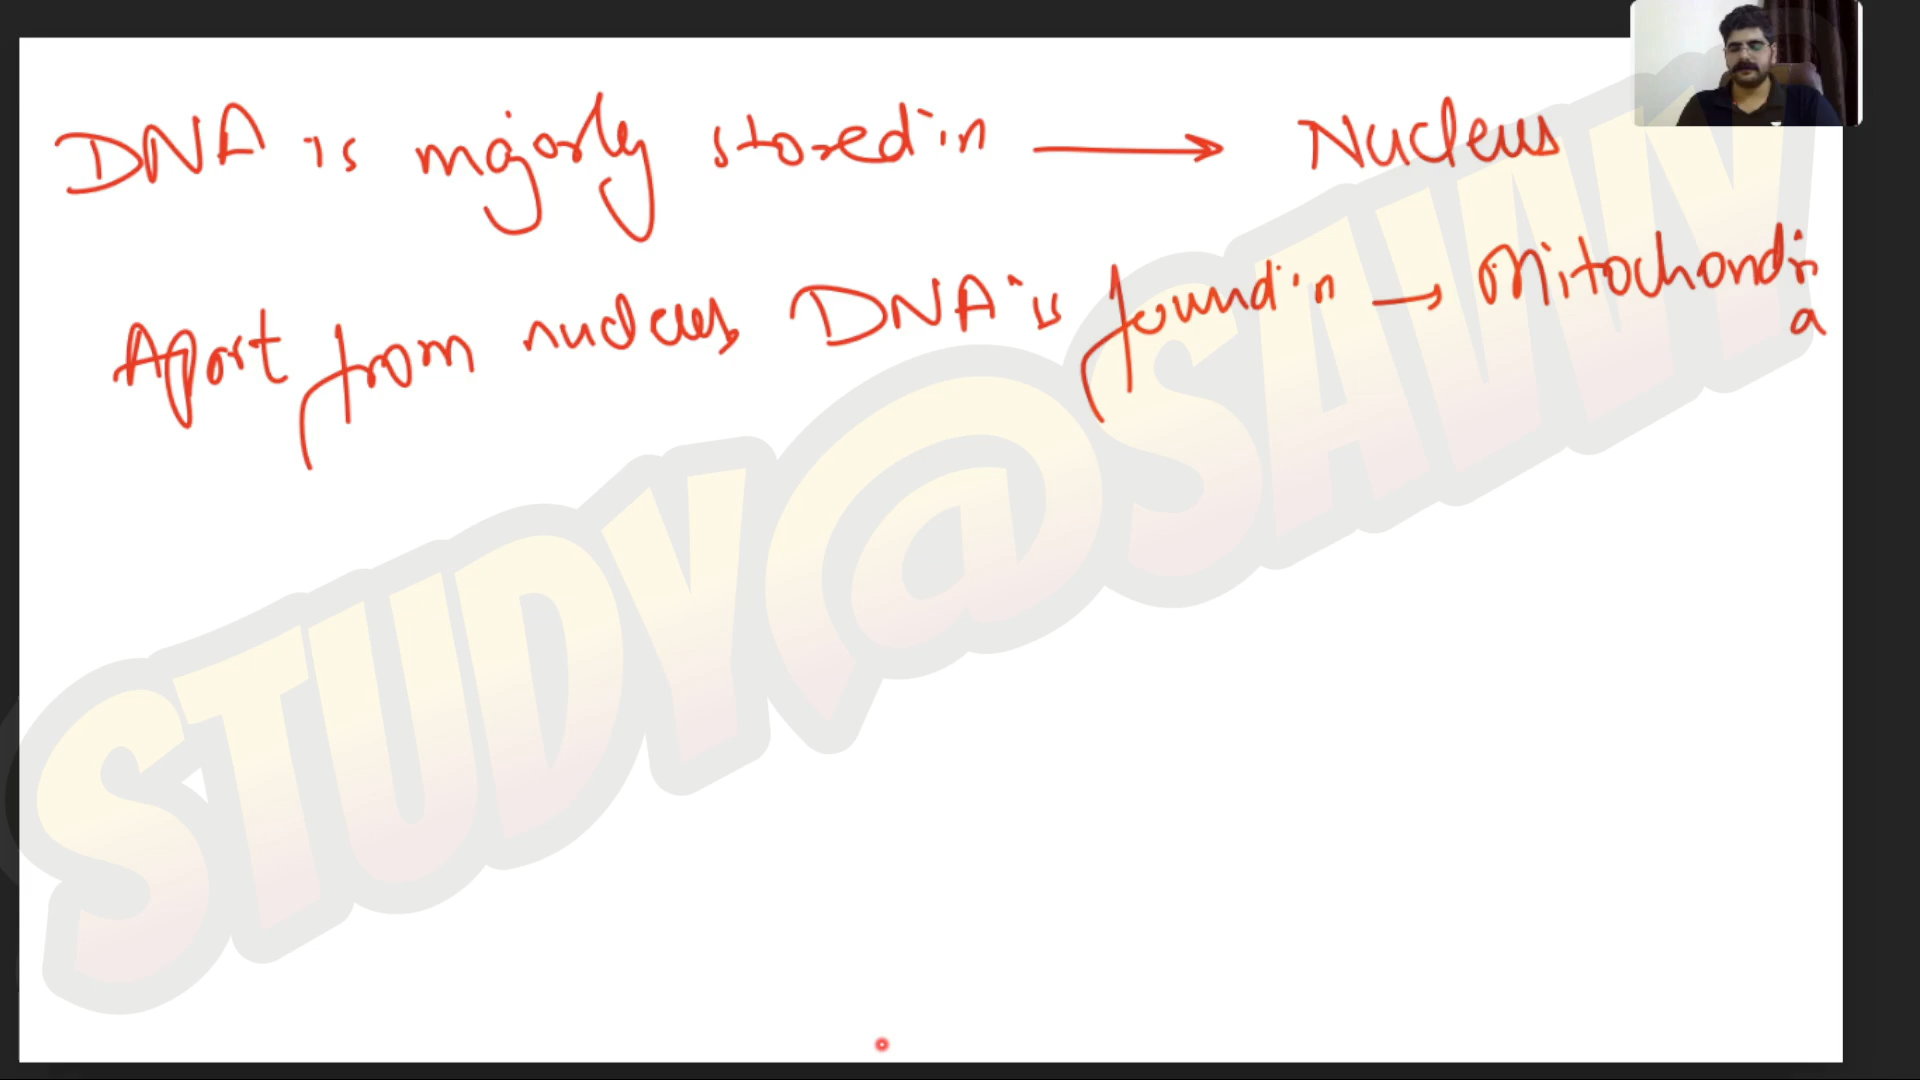 DNA is majorly stored in → Nucleus
Apart from nucleus DNA is found in → Mitochondria
STUDY@SAVVY